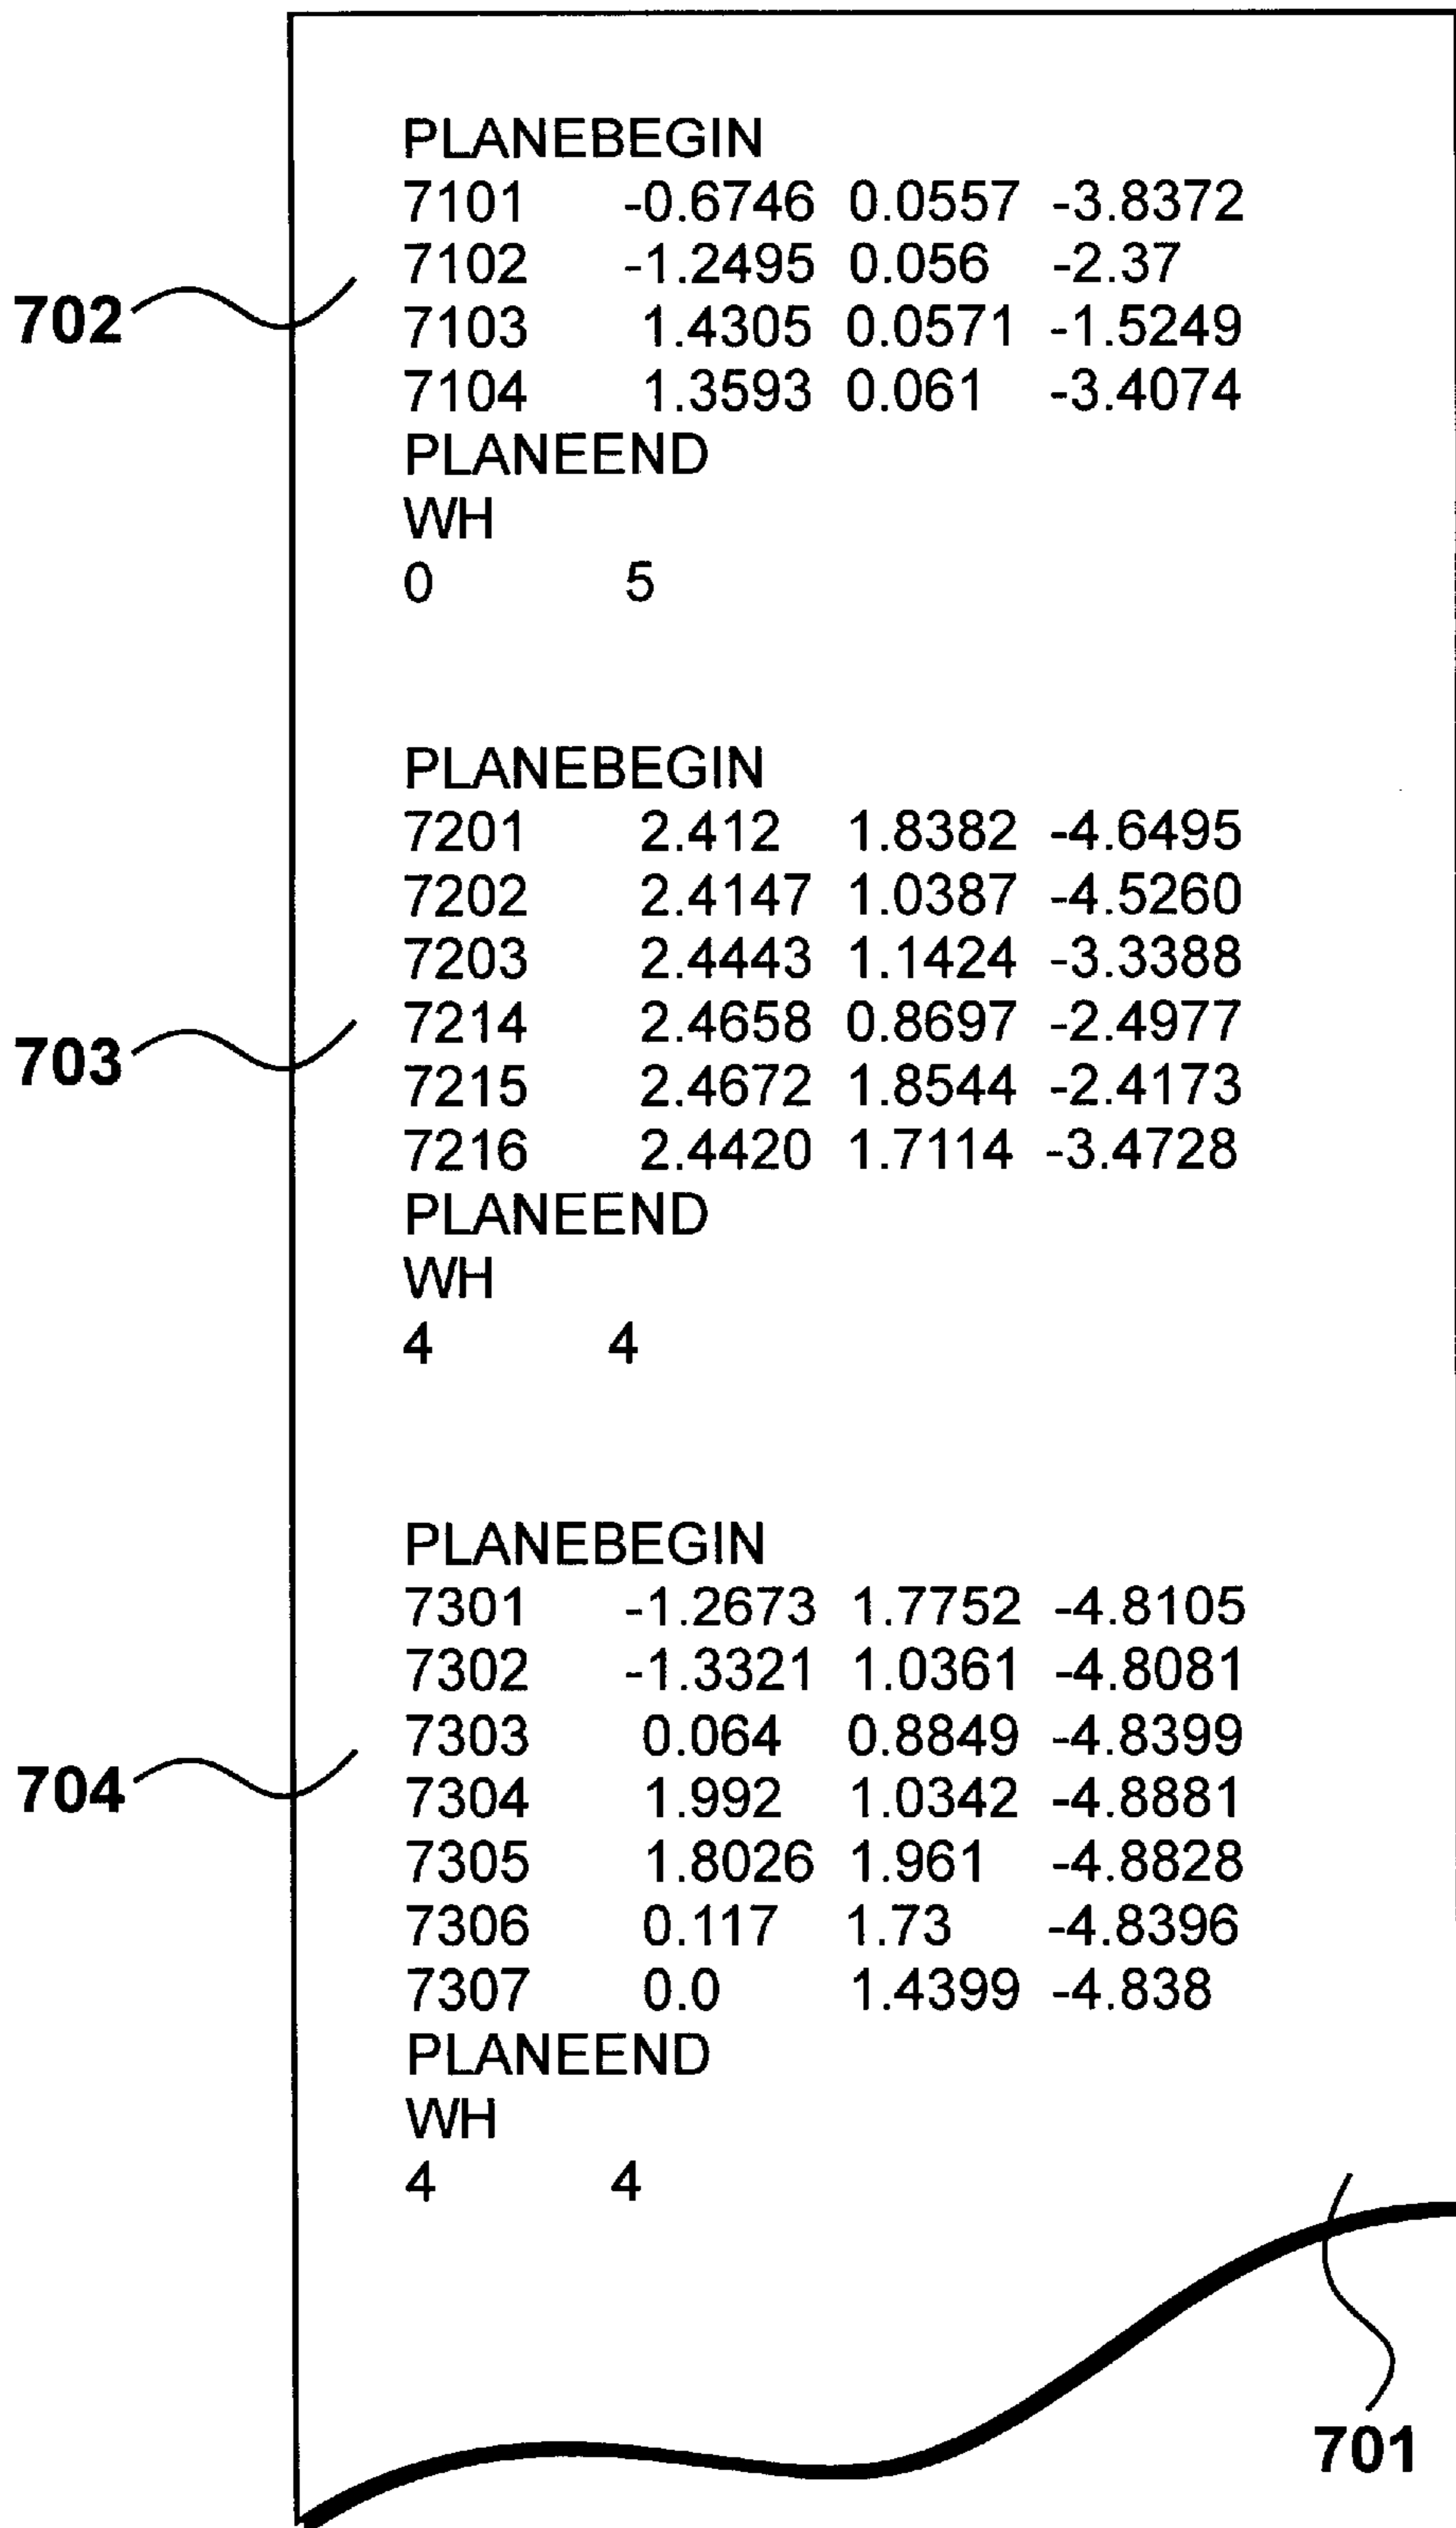 PLANEBEGIN
7101 -0.6746 0.0557 -3.8372
7102 -1.2495 0.056 -2.37
702
7103 1.4305 0.0571 -1.5249
7104 1.3593 0.061 -3.4074
PLANEEND
WH
0 5
PLANEBEGIN
7201 2.412 1.8382 -4.6495
7202 2.4147 1.0387 -4.5260
7203 2.4443 1.1424 -3.3388
7214 2.4658 0.8697 -2.4977
703
7215 2.4672 1.8544 -2.4173
7216 2.4420 1.7114 -3.4728
PLANEEND
WH
4 4
PLANEBEGIN
7301 -1.2673 1.7752 -4.8105
7302 -1.3321 1.0361 -4.8081
7303 0.064 0.8849 -4.8399
704
7304 1.992 1.0342 -4.8881
7305 1.8026 1.961 -4.8828
7306 0.117 1.73 -4.8396
7307 0.0 1.4399 -4.838
PLANEEND
WH
4 4
701